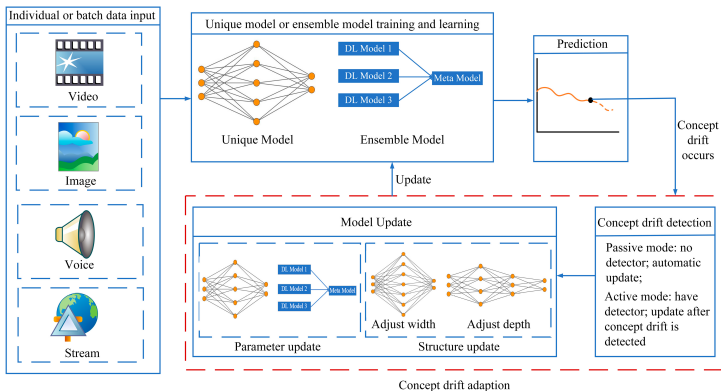 Individual or batch data input
Video
Image
Voice
Stream
Unique model or ensemble model training and learning
DL Model 1
DL Model 2
DL Model 3
Meta Model
Unique Model
Ensemble Model
Prediction
Concept
drift
occurs
Update
Model Update
DL Model 1
DL Model 2
DL Model 3
Meta Model
Parameter update
Adjust width
Adjust depth
Structure update
Concept drift detection
Passive mode: no
detector; automatic
update;
Active mode: have
detector; update after
concept drift is
detected
Concept drift adaption